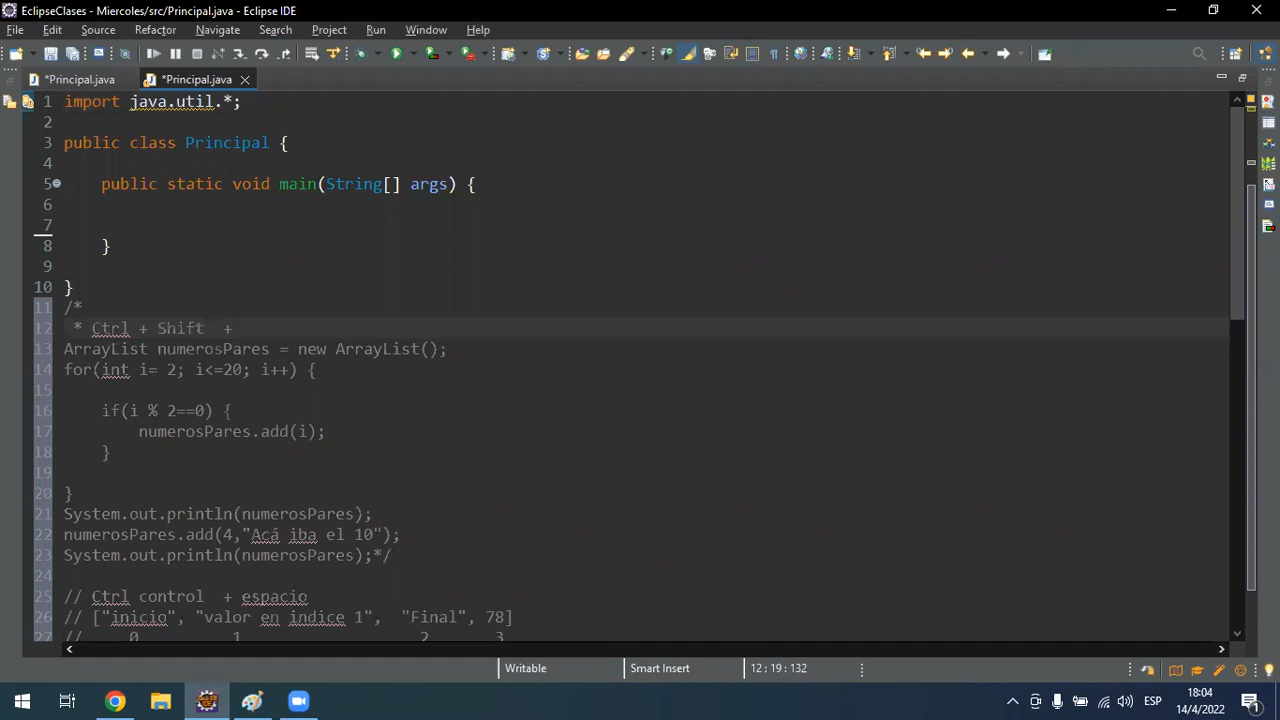 EclipseClases - Miercoles/src/Principal.java - Eclipse IDE
File Edit Source Refactor Navigate Search Project Run Window Help
*Principal.java *Principal.java
1 import java.util.*;
2
3 public class Principal {
4
5 public static void main(String[] args) {
6
7
8 }
9
10 }
11 /*
12 * Ctrl + Shift +
13 ArrayList numerosPares = new ArrayList();
14 for(int i= 2; i<=20; i++) {
15
16 if(i % 2==0) {
17 numerosPares.add(i);
18 }
19
20 }
21 System.out.println(numerosPares);
22 numerosPares.add(4,"Acá iba el 10");
23 System.out.println(numerosPares);*/
24
25 // Ctrl control + espacio
26 // ["inicio", "valor en indice 1", "Final", 78]
27 // 0 1 2 3
Writable Smart Insert 12 : 19 : 132
ESP 18:04
14/4/2022